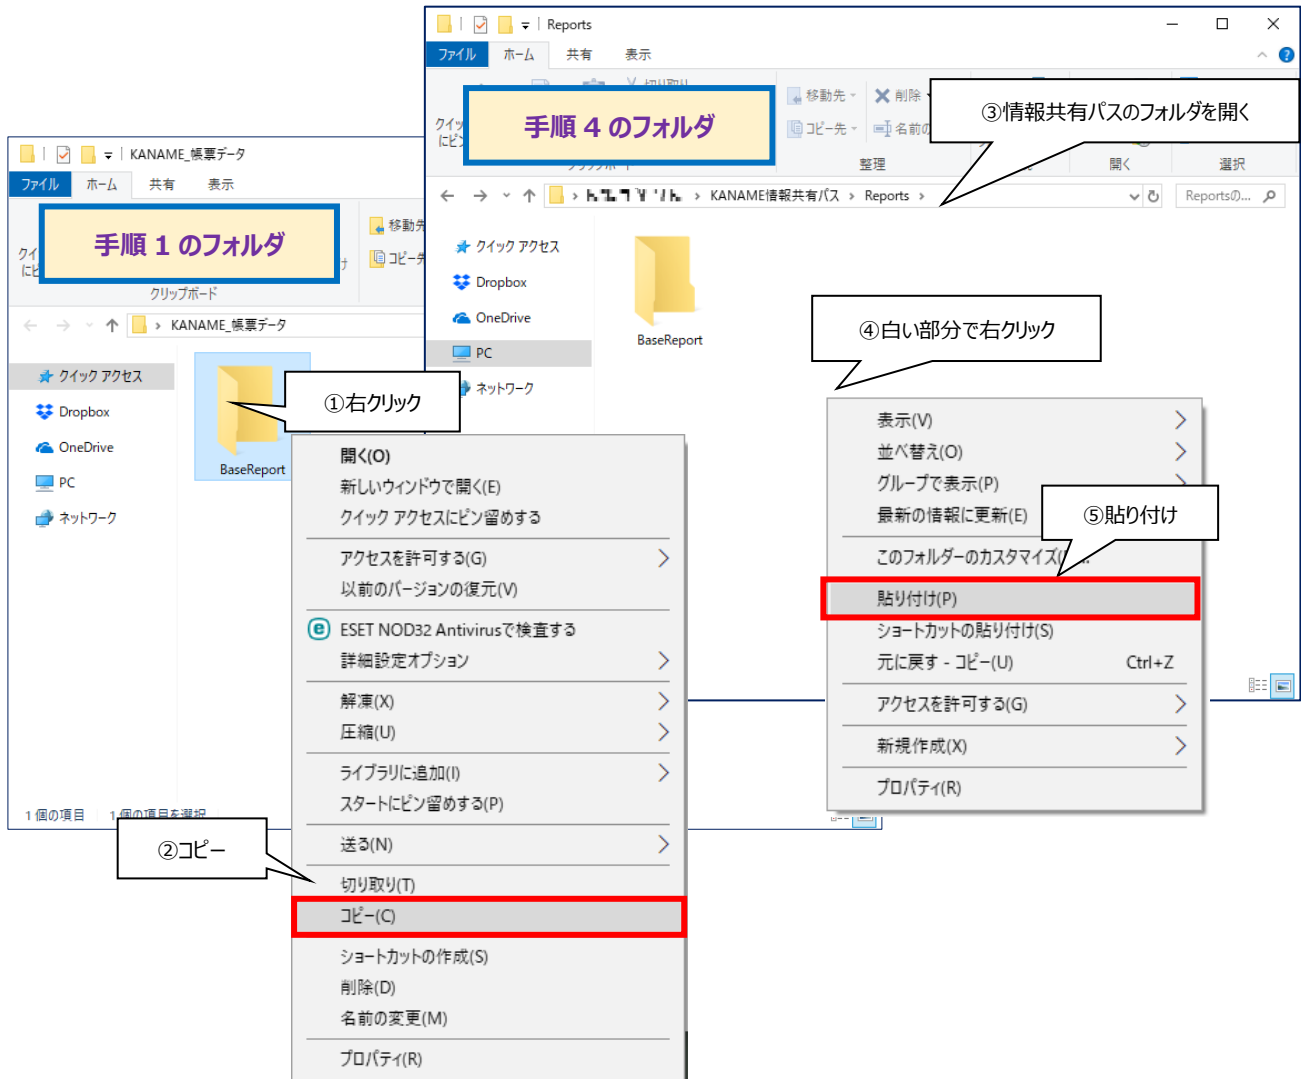 Reports
ファイル ホーム 共有 表示
移動先 削除
コピー先
整理 開く 選択
手順 4 のフォルダ
③情報共有パスのフォルダを開く
KANAME情報共有パス › Reports ›
Reportsの...
クイック アクセス
Dropbox
OneDrive
PC
ネットワーク
BaseReport
④白い部分で右クリック
表示(V)
並べ替え(O)
グループで表示(P)
最新の情報に更新(E)
⑤貼り付け
このフォルダーのカスタマイズ
貼り付け(P)
ショートカットの貼り付け(S)
元に戻す - コピー(U) Ctrl+Z
アクセスを許可する(G)
新規作成(X)
プロパティ(R)
KANAME_帳票データ
ファイル ホーム 共有 表示
手順 1 のフォルダ
クリップボード
› KANAME_帳票データ
クイック アクセス
Dropbox
OneDrive
PC
ネットワーク
BaseReport
1 個の項目 1 個の項目を選択
①右クリック
開く(O)
新しいウィンドウで開く(E)
クイック アクセスにピン留めする
アクセスを許可する(G)
以前のバージョンの復元(V)
ESET NOD32 Antivirusで検査する
詳細設定オプション
解凍(X)
圧縮(U)
ライブラリに追加(I)
スタートにピン留めする(P)
送る(N)
②コピー
切り取り(T)
コピー(C)
ショートカットの作成(S)
削除(D)
名前の変更(M)
プロパティ(R)